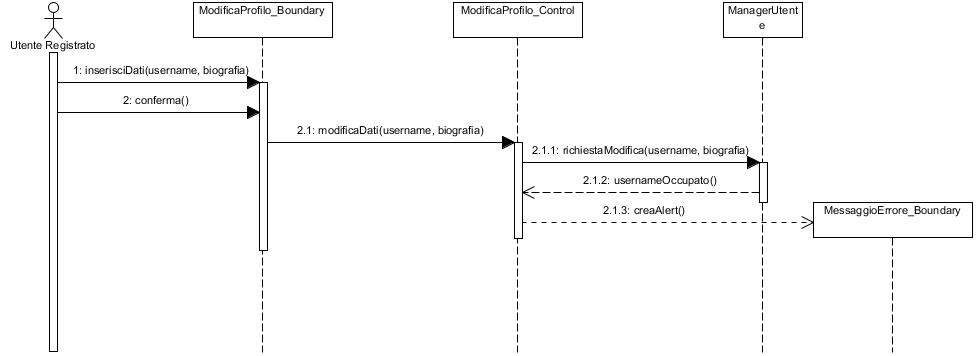 ModificaProfilo_Boundary
ModificaProfilo_Control
ManagerUtent
e
Utente Registrato
1: inserisciDati(username, biografia)
2: conferma()
2.1: modificaDati(username, biografia)
2.1.1: richiestaModifica(username, biografia)
2.1.2: usernameOccupato()
2.1.3: creaAlert()
MessaggioErrore_Boundary